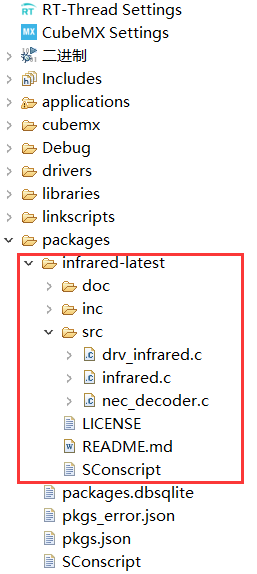 RT-Thread Settings
CubeMX Settings
二进制
Includes
applications
cubemx
Debug
drivers
libraries
linkscripts
packages
infrared-latest
doc
inc
src
drv_infrared.c
infrared.c
nec_decoder.c
LICENSE
README.md
SConscript
packages.dbsqlite
pkgs_error.json
pkgs.json
SConscript